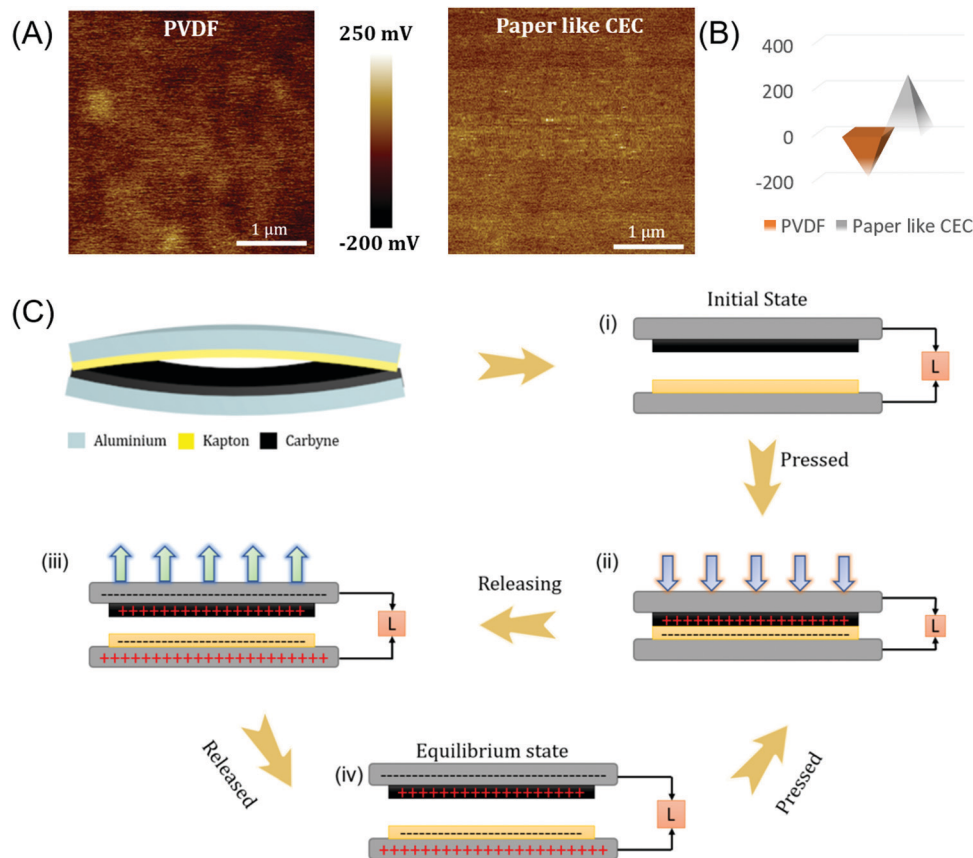 (A)
PVDF
250 mV
-200 mV
1 µm
Paper like CEC
1 µm
(B)
400
200
0
-200
PVDF Paper like CEC
(C)
Aluminium Kapton Carbyne
Initial State
(i)
L
Pressed
(iii)
+++++++++++++++
L
++++++++++++++++++
Releasing
(ii)
+++++++++++++++
L
Released
Equilibrium state
(iv)
L
Pressed